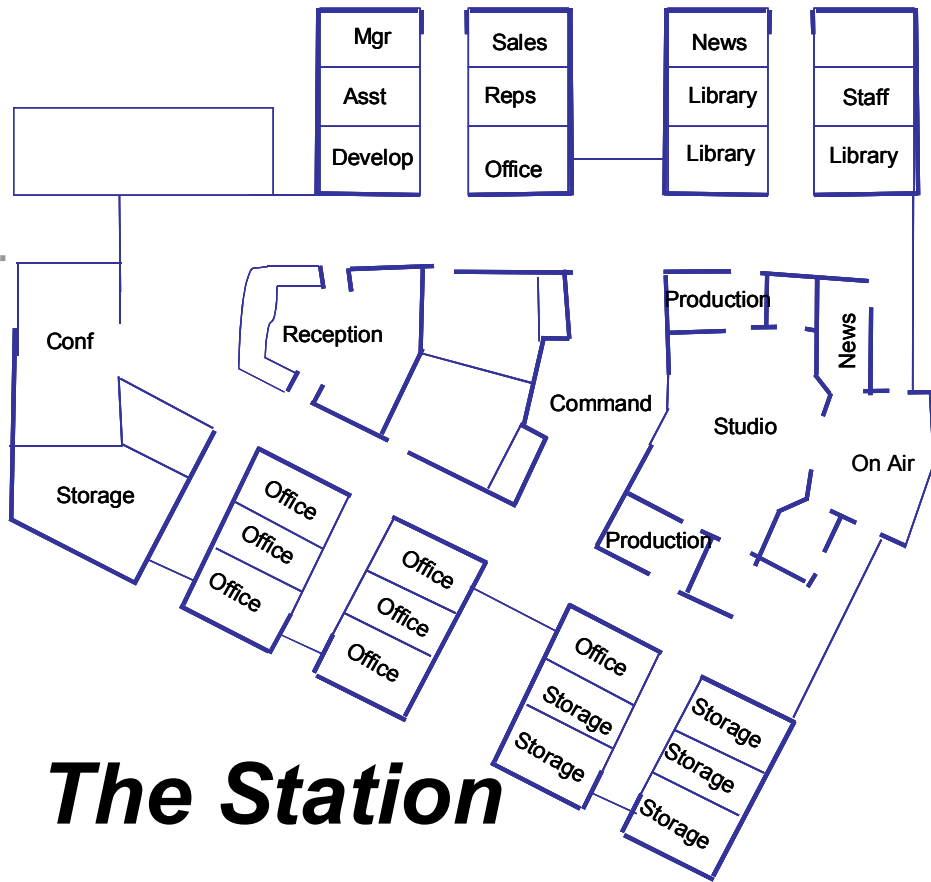 Mgr
Asst
Develop
Sales
Reps
Office
News
Library
Library
Staff
Library
Conf
Reception
Production
News
Command
Studio
On Air
Storage
Production
Office
Office
Office
Office
Office
Office
Office
Storage
Storage
Storage
Storage
Storage
The Station